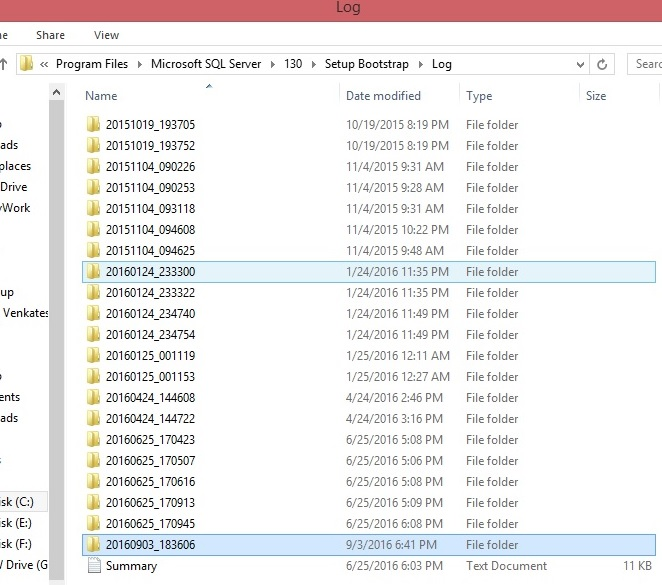 Log
Share View
« Program Files Microsoft SQL Server 130 Setup Bootstrap Log
Name Date modified Type Size
20151019_193705 10/19/2015 8:19 PM File folder
20151019_193752 10/19/2015 8:19 PM File folder
20151104_090226 11/4/2015 9:31 AM File folder
20151104_090253 11/4/2015 9:28 AM File folder
20151104_093118 11/4/2015 9:31 AM File folder
20151104_094608 11/4/2015 10:22 PM File folder
20151104_094625 11/4/2015 9:48 AM File folder
20160124_233300 1/24/2016 11:35 PM File folder
20160124_233322 1/24/2016 11:35 PM File folder
20160124_234740 1/24/2016 11:49 PM File folder
20160124_234754 1/24/2016 11:49 PM File folder
20160125_001119 1/25/2016 12:11 AM File folder
20160125_001153 1/25/2016 12:27 AM File folder
20160424_144608 4/24/2016 2:46 PM File folder
20160424_144722 4/24/2016 3:16 PM File folder
20160625_170423 6/25/2016 5:08 PM File folder
20160625_170507 6/25/2016 5:06 PM File folder
20160625_170616 6/25/2016 5:08 PM File folder
20160625_170913 6/25/2016 5:09 PM File folder
20160625_170945 6/25/2016 6:08 PM File folder
20160903_183606 9/3/2016 6:41 PM File folder
Summary 6/25/2016 6:03 PM Text Document 11 KB
ads
places
Drive
yWork
up
Venkates
ents
ads
isk (C:)
isk (E:)
isk (F:)
Drive (G